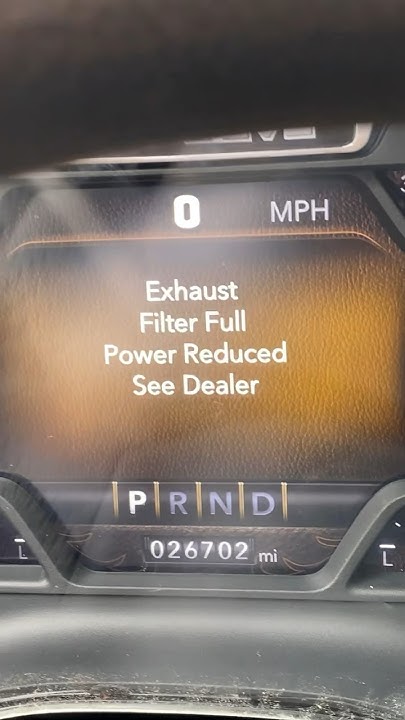 0 MPH
Exhaust
Filter Full
Power Reduced
See Dealer
P R N D
026702 mi
L L